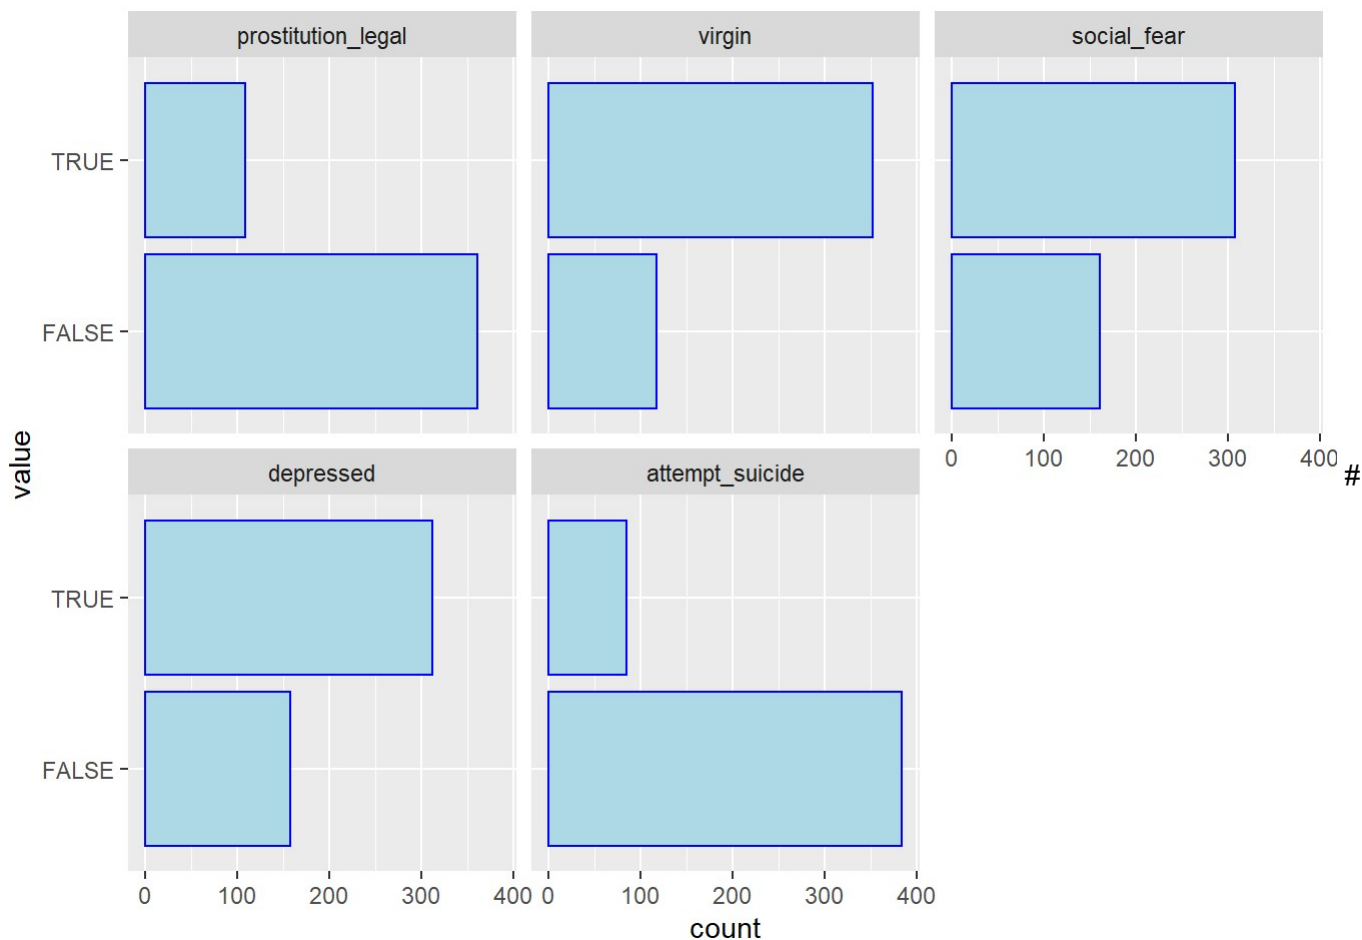 prostitution_legal virgin social_fear
TRUE
FALSE
0 100 200 300 400
value
#
depressed attempt_suicide
TRUE
FALSE
0 100 200 300 400 0 100 200 300 400
count